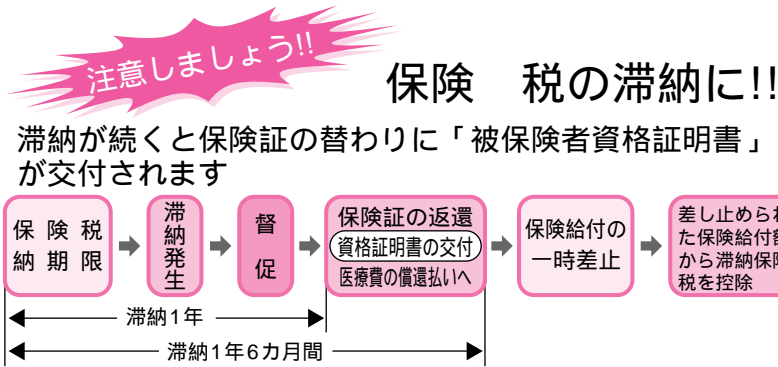 注意しましょう!!
保険　税の滞納に!!
滞納が続くと保険証の替わりに「被保険者資格証明書」
が交付されます
保険税
納期限
滞納発生
督促
保険証の返還
資格証明書の交付
医療費の償還払いへ
保険給付の
一時差止
差し止められ
た保険給付額
から滞納保険
税を控除
滞納1年
滞納1年6カ月間